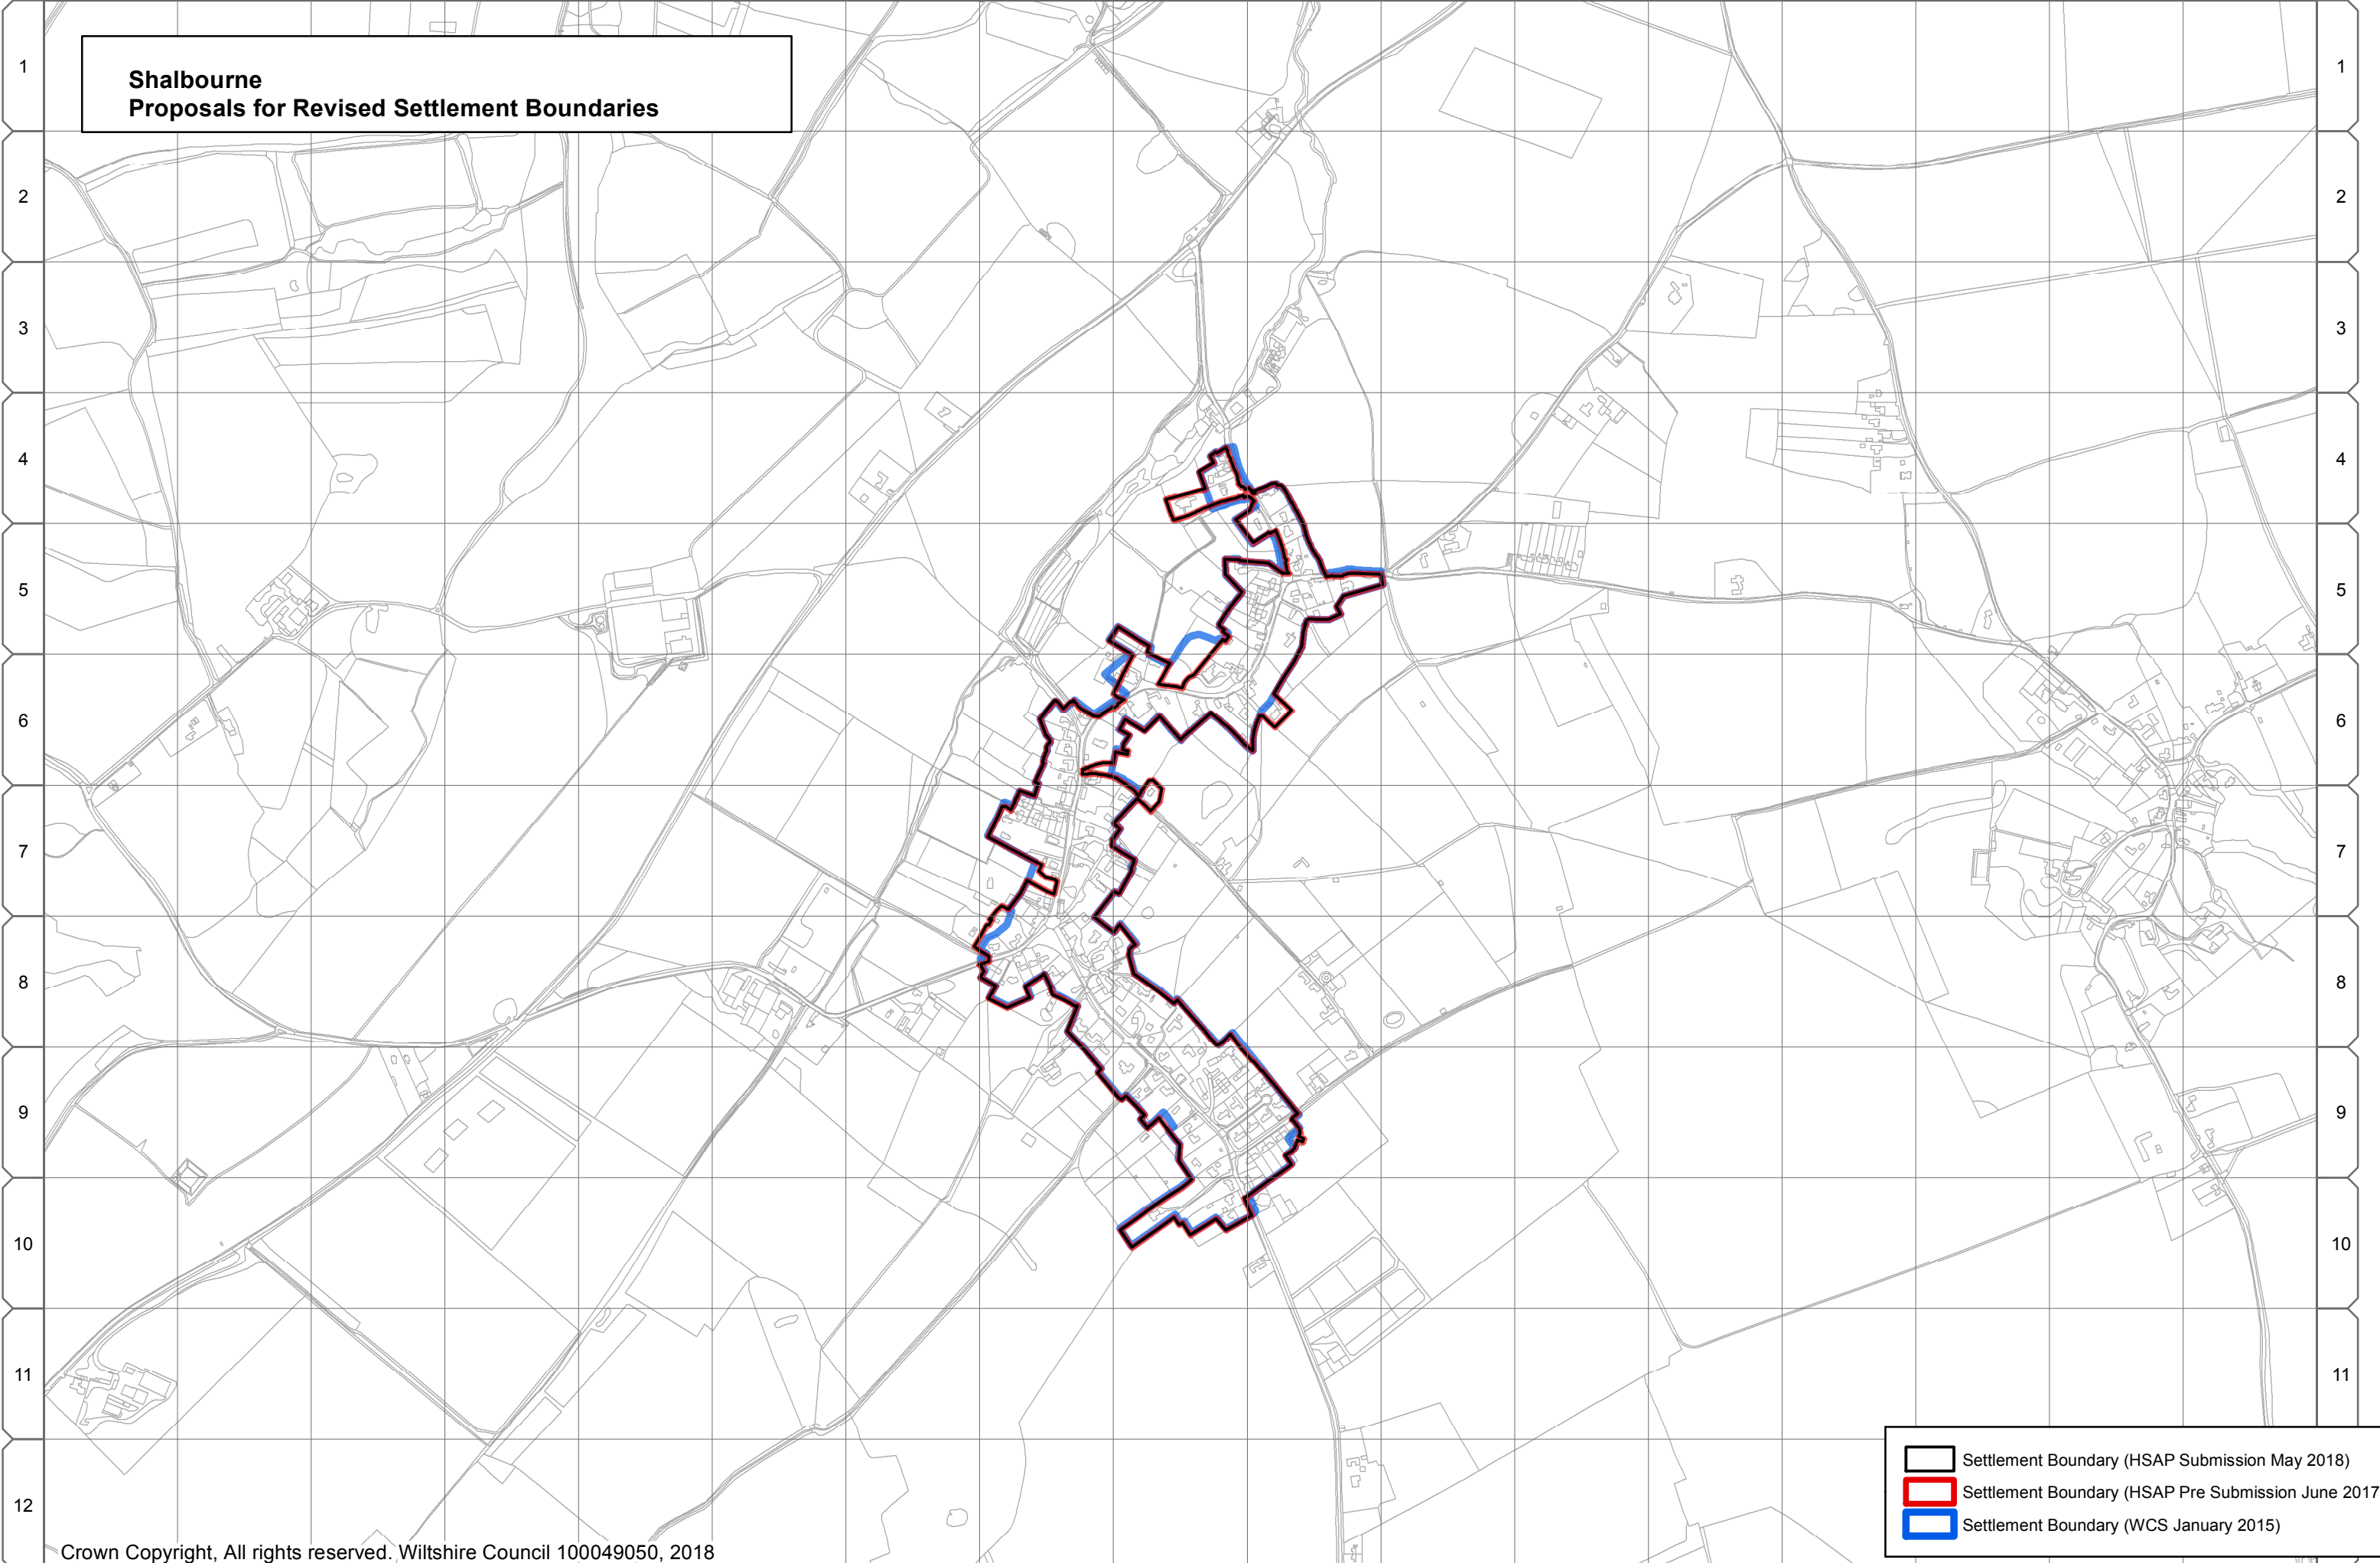 Shalbourne
Proposals for Revised Settlement Boundaries
1 1
2 2
3 3
4 4
5 5
6 6
7 7
8 8
9 9
10 10
11 11
12
Settlement Boundary (HSAP Submission May 2018)
Settlement Boundary (HSAP Pre Submission June 2017
Settlement Boundary (WCS January 2015)
Crown Copyright, All rights reserved. Wiltshire Council 100049050, 2018